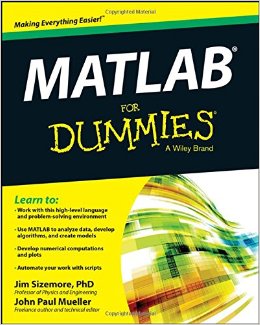 Making Everything Easier!™
MATLAB®
FOR
DUMMIES®
A Wiley Brand
Learn to:
• Work with this high-level language
and problem-solving environment
• Use MATLAB to analyze data, develop
algorithms, and create models
• Develop numerical computations
and plots
• Automate your work with scripts
Jim Sizemore, PhD
Professor of Physics and Engineering
John Paul Mueller
Freelance author and technical editor